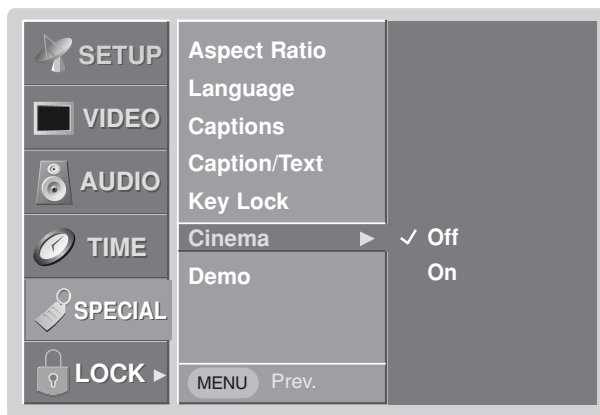 SETUP
VIDEO
AUDIO
TIME
SPECIAL
LOCK ►
Aspect Ratio
Language
Captions
Caption/Text
Key Lock
Cinema ►
Demo
MENU Prev.
✓ Off
On